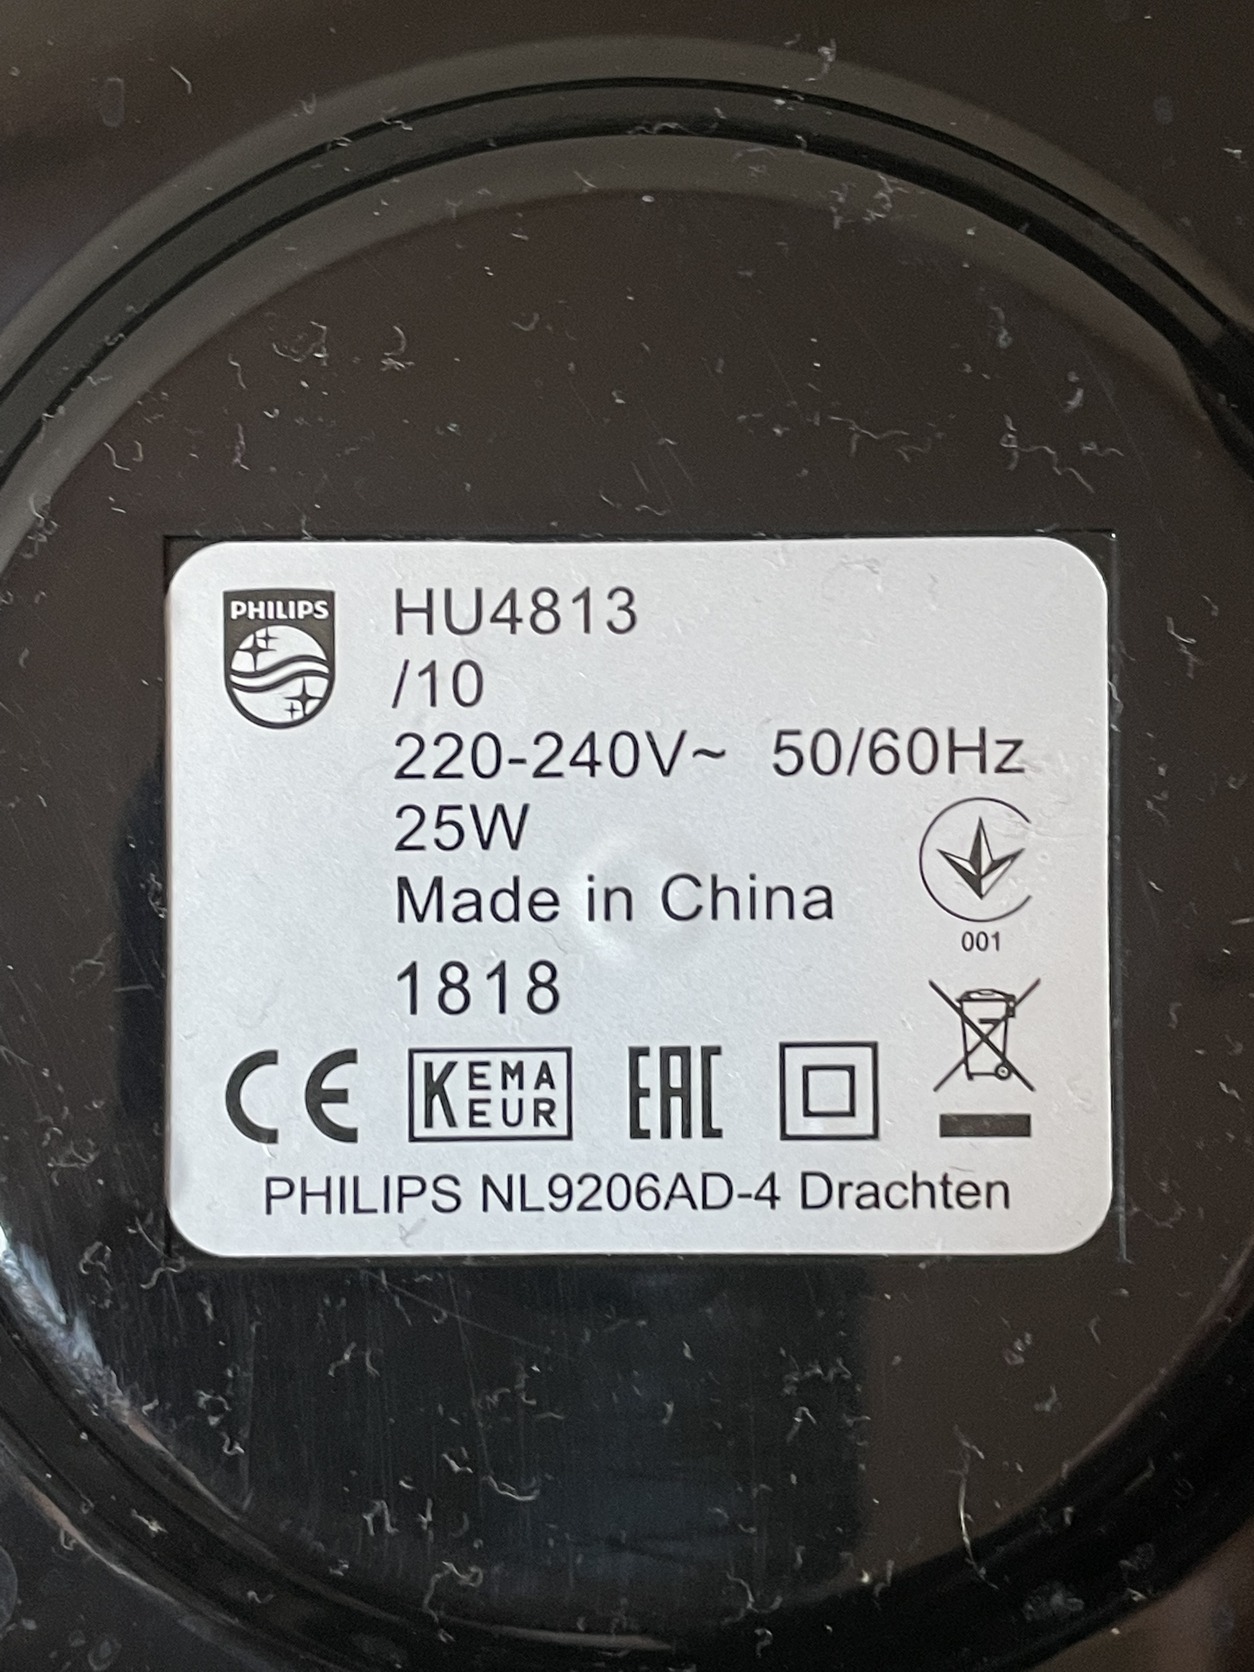 PHILIPS
HU4813
/10
220-240V~ 50/60Hz
25W
Made in China
001
1818
CE KEMA EUR EAC
PHILIPS NL9206AD-4 Drachten